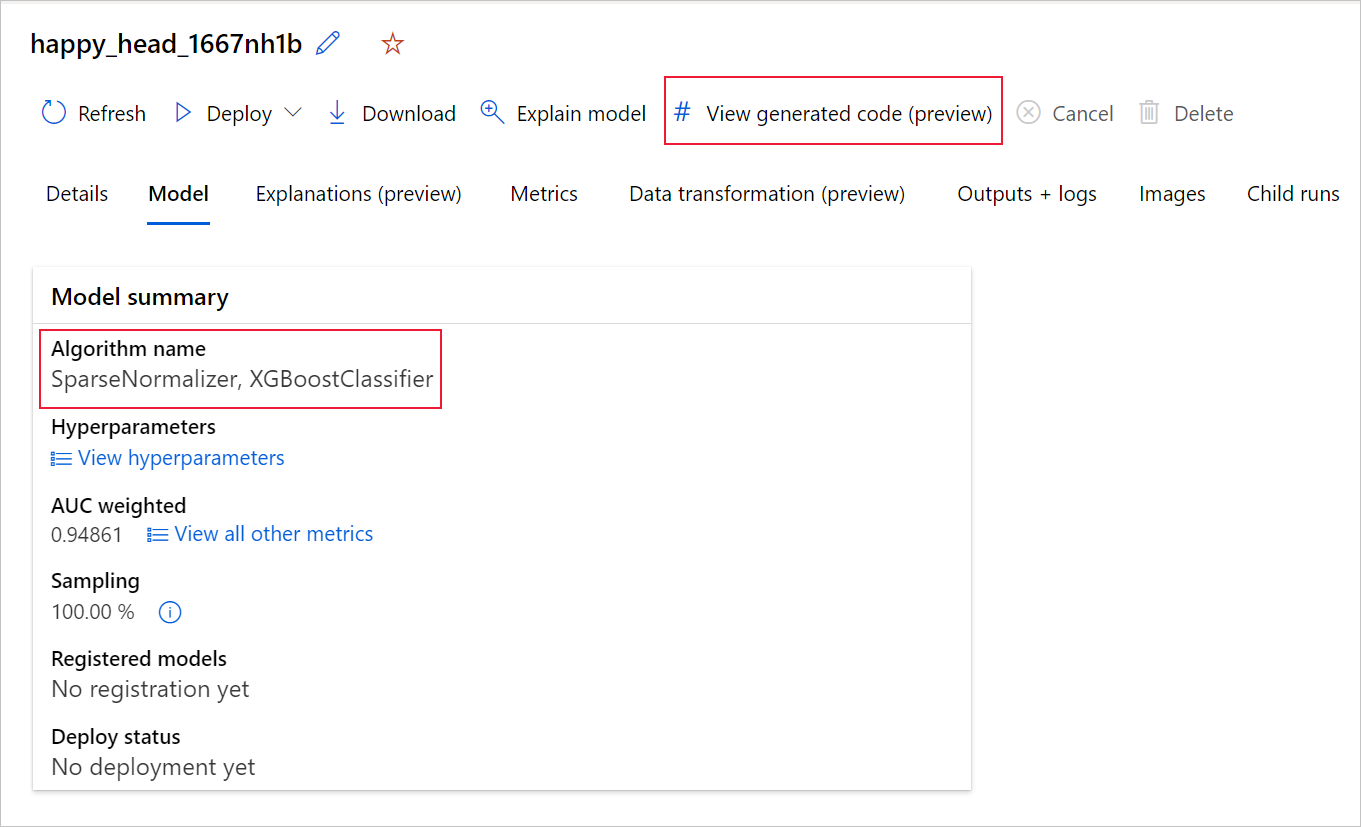 happy_head_1667nh1b
Refresh Deploy Download Explain model # View generated code (preview) Cancel Delete
Details Model Explanations (preview) Metrics Data transformation (preview) Outputs + logs Images Child runs
Model summary
Algorithm name
SparseNormalizer, XGBoostClassifier
Hyperparameters
View hyperparameters
AUC weighted
0.94861 View all other metrics
Sampling
100.00 %
Registered models
No registration yet
Deploy status
No deployment yet